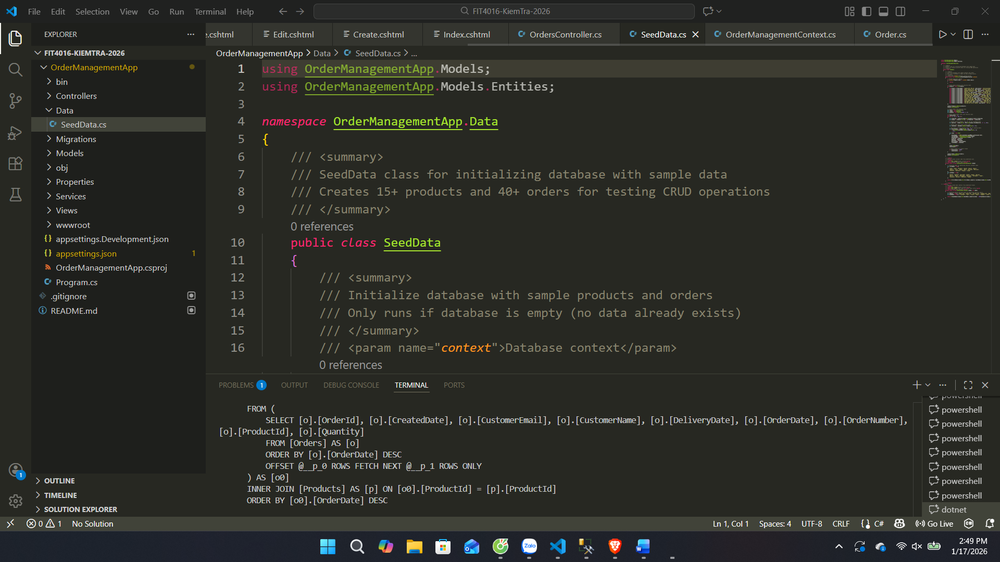 File Edit Selection View Go Run Terminal Help
FIT4016-KiemTra-2026
EXPLORER
e.cshtml
Edit.cshtml
Create.cshtml
Index.cshtml
OrdersController.cs
SeedData.cs
OrderManagementContext.cs
Order.cs
FIT4016-KIEMTRA-2026
OrderManagementApp
bin
Controllers
Data
SeedData.cs
Migrations
Models
obj
Properties
Services
Views
wwwroot
appsettings.Development.json
appsettings.json 1
OrderManagementApp.csproj
Program.cs
.gitignore
README.md
OUTLINE
TIMELINE
SOLUTION EXPLORER
1
OrderManagementApp > Data > SeedData.cs > ...
1 using OrderManagementApp.Models;
2 using OrderManagementApp.Models.Entities;
3
4 namespace OrderManagementApp.Data
5 {
6 /// <summary>
7 /// SeedData class for initializing database with sample data
8 /// Creates 15+ products and 40+ orders for testing CRUD operations
9 /// </summary>
0 references
10 public class SeedData
11 {
12 /// <summary>
13 /// Initialize database with sample products and orders
14 /// Only runs if database is empty (no data already exists)
15 /// </summary>
16 /// <param name="context">Database context</param>
0 references
PROBLEMS 1 OUTPUT DEBUG CONSOLE TERMINAL PORTS
FROM (
SELECT [o].[OrderId], [o].[CreatedDate], [o].[CustomerEmail], [o].[CustomerName], [o].[DeliveryDate], [o].[OrderDate], [o].[OrderNumber],
[o].[ProductId], [o].[Quantity]
FROM [Orders] AS [o]
ORDER BY [o].[OrderDate] DESC
OFFSET @__p_0 ROWS FETCH NEXT @__p_1 ROWS ONLY
) AS [o0]
INNER JOIN [Products] AS [p] ON [o0].[ProductId] = [p].[ProductId]
ORDER BY [o0].[OrderDate] DESC
powershell
powershell
powershell
powershell
powershell
powershell
powershell
powershell
dotnet
0 1 No Solution
Ln 1, Col 1 Spaces: 4 UTF-8 CRLF {} C# Go Live
Zalo
2:49 PM
1/17/2026